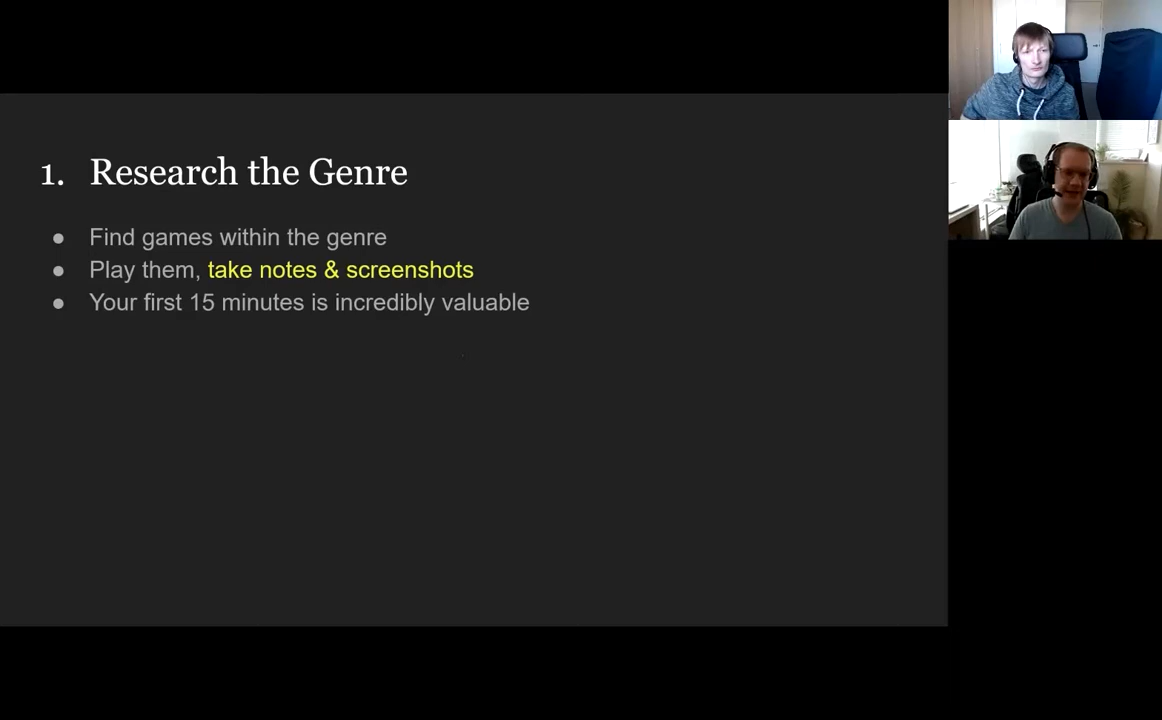 1. Research the Genre
● Find games within the genre
● Play them, take notes & screenshots
● Your first 15 minutes is incredibly valuable